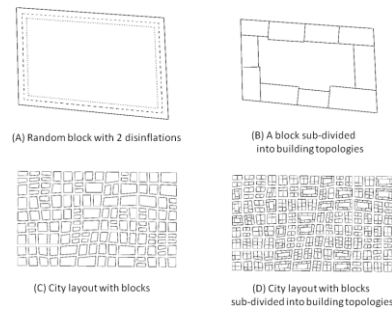 (A) Random block with 2 disinflations
(B) A block sub-divided
into building topologies
(C) City layout with blocks
(D) City layout with blocks
sub-divided into building topologies